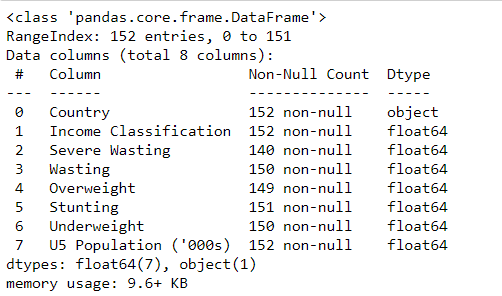 <class 'pandas.core.frame.DataFrame'>
RangeIndex: 152 entries, 0 to 151
Data columns (total 8 columns):
 #   Column                 Non-Null Count  Dtype
---  ------                 --------------  -----
 0   Country                152 non-null    object
 1   Income Classification  152 non-null    float64
 2   Severe Wasting         140 non-null    float64
 3   Wasting                150 non-null    float64
 4   Overweight             149 non-null    float64
 5   Stunting               151 non-null    float64
 6   Underweight            150 non-null    float64
 7   U5 Population ('000s)  152 non-null    float64
dtypes: float64(7), object(1)
memory usage: 9.6+ KB